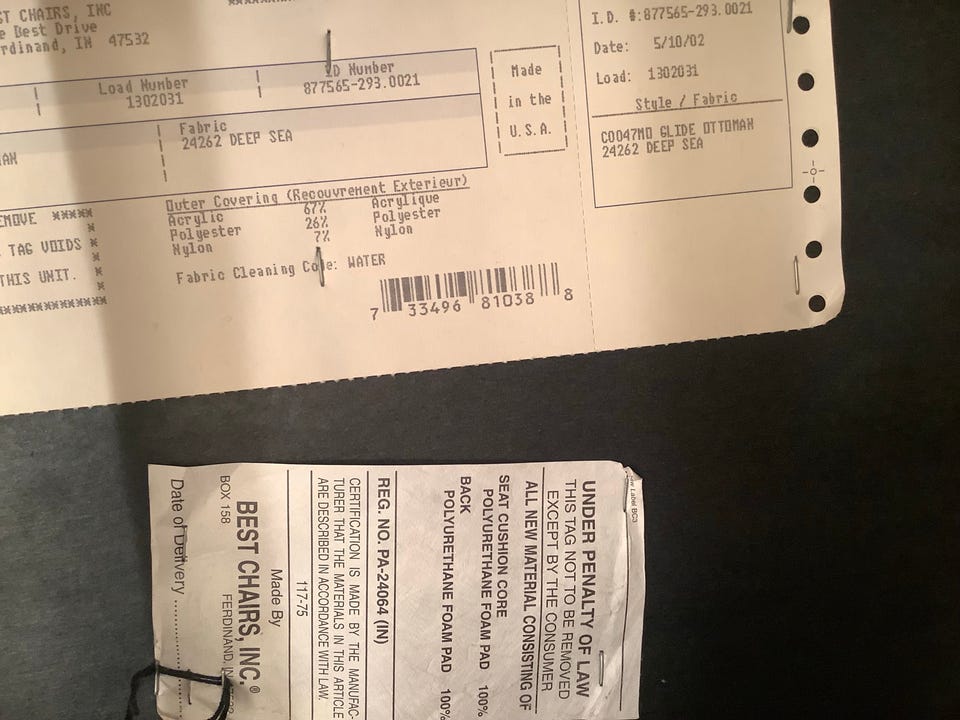 ST CHAIRS, INC
e Best Drive
erdinand, IN 47532
Load Number
1302031
ID Number
877565-293.0021
Fabric
24262 DEEP SEA
MAN
Made
in the
U.S.A.
EMOVE *****
TAG VOIDS *
THIS UNIT. *
Outer Covering (Recouvrement Exterieur)
Acrylic 67% Acrylique
Polyester 26% Polyester
Nylon 7% Nylon
Fabric Cleaning Code: WATER
7 33496 81038 8
I.D. #:877565-293.0021
Date: 5/10/02
Load: 1302031
Style / Fabric
C0047MO GLIDE OTTOMAN
24262 DEEP SEA
Label BC3
UNDER PENALTY OF LAW
THIS TAG NOT TO BE REMOVED
EXCEPT BY THE CONSUMER
ALL NEW MATERIAL CONSISTING OF
SEAT CUSHION CORE
POLYURETHANE FOAM PAD 100%
BACK
POLYURETHANE FOAM PAD 100%
REG. NO. PA-24064 (IN)
CERTIFICATION IS MADE BY THE MANUFAC-
TURER THAT THE MATERIALS IN THIS ARTICLE
ARE DESCRIBED IN ACCORDANCE WITH LAW.
117-75
Made By
BEST CHAIRS, INC.®
BOX 158 FERDINAND, IN
Date of Delivery